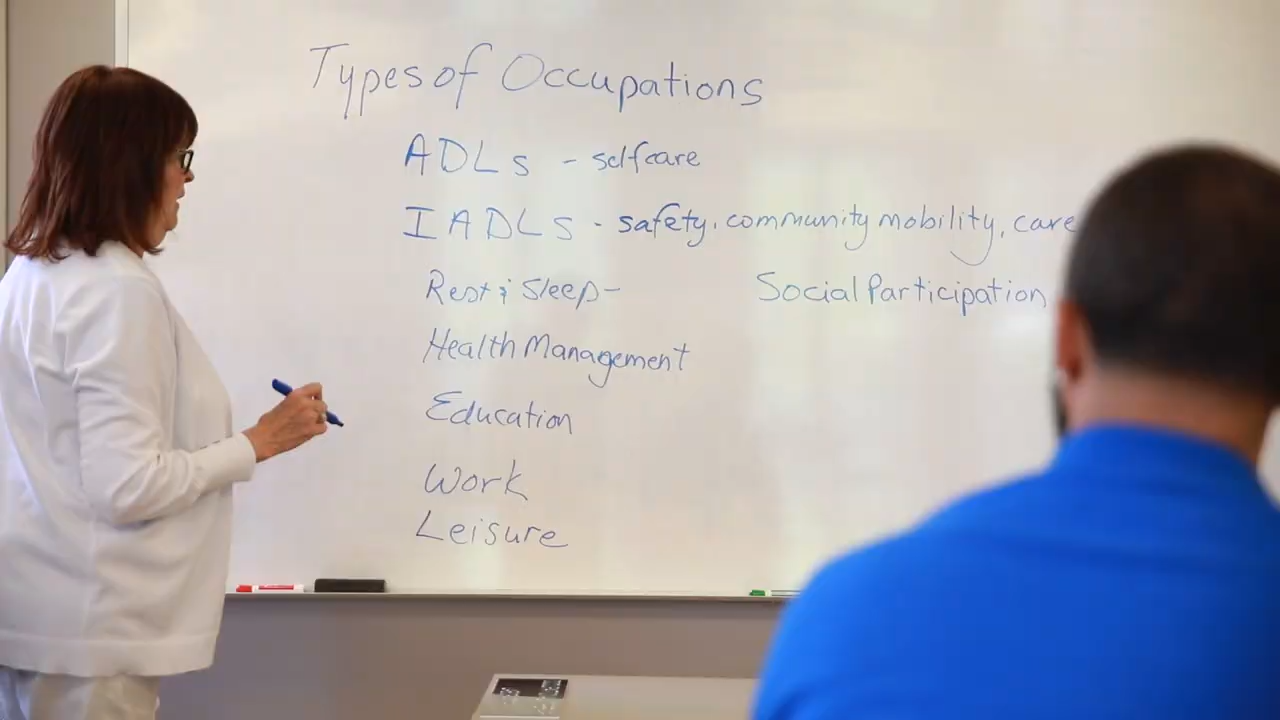 Types of Occupations
ADLs - selfcare
IADLs - safety, community mobility, care
Rest & Sleep- Social Participation
Health Management
Education
Work
Leisure